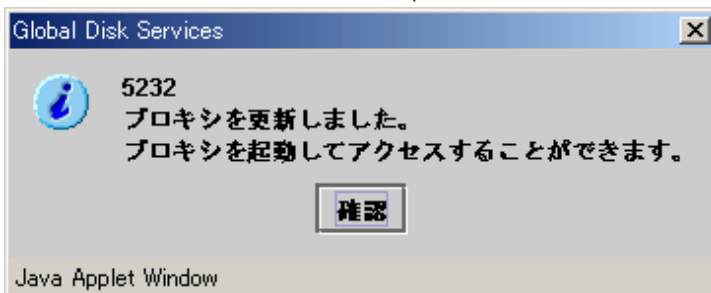 Global Disk Services
5232
プロキシを更新しました。
プロキシを起動してアクセスすることができます。
確認
Java Applet Window